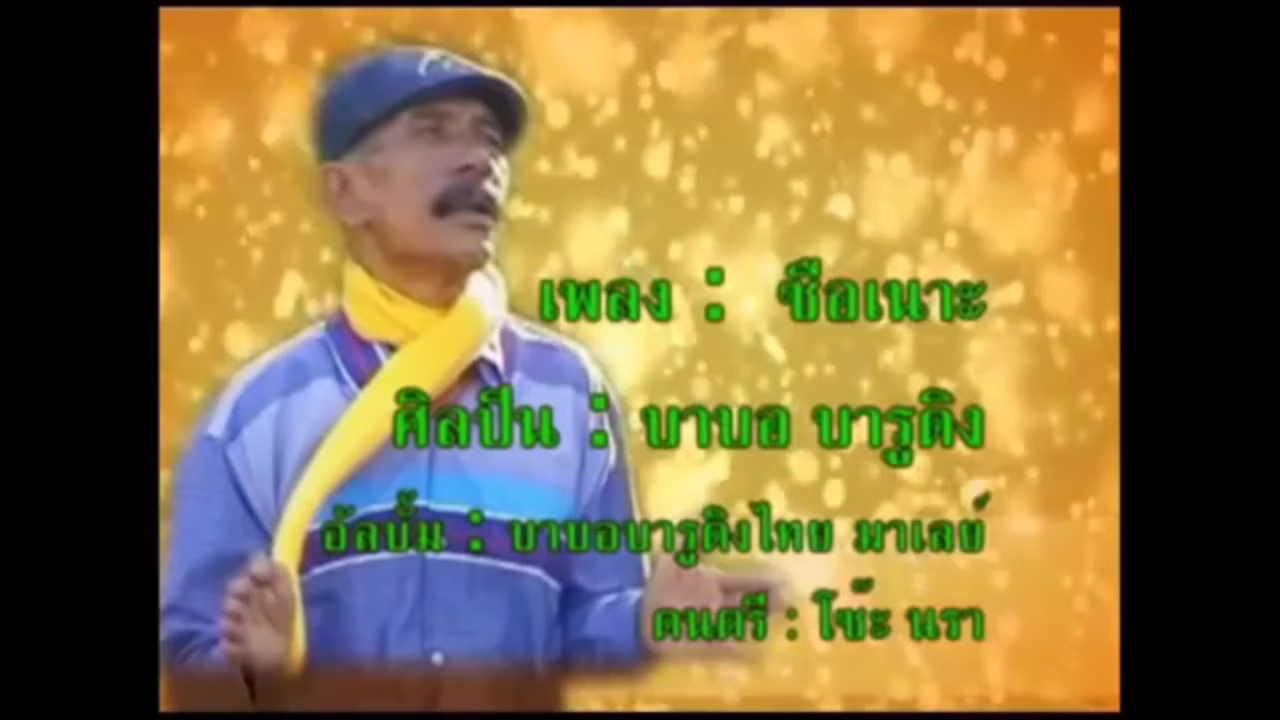 เพลง : ซือเนาะ
ศิลปิน : บาบอ บารูดิง
อัลบั้ม : บาบอบารูดิงไทย มาเลย์
ดนตรี : โซ๊ะ นรา